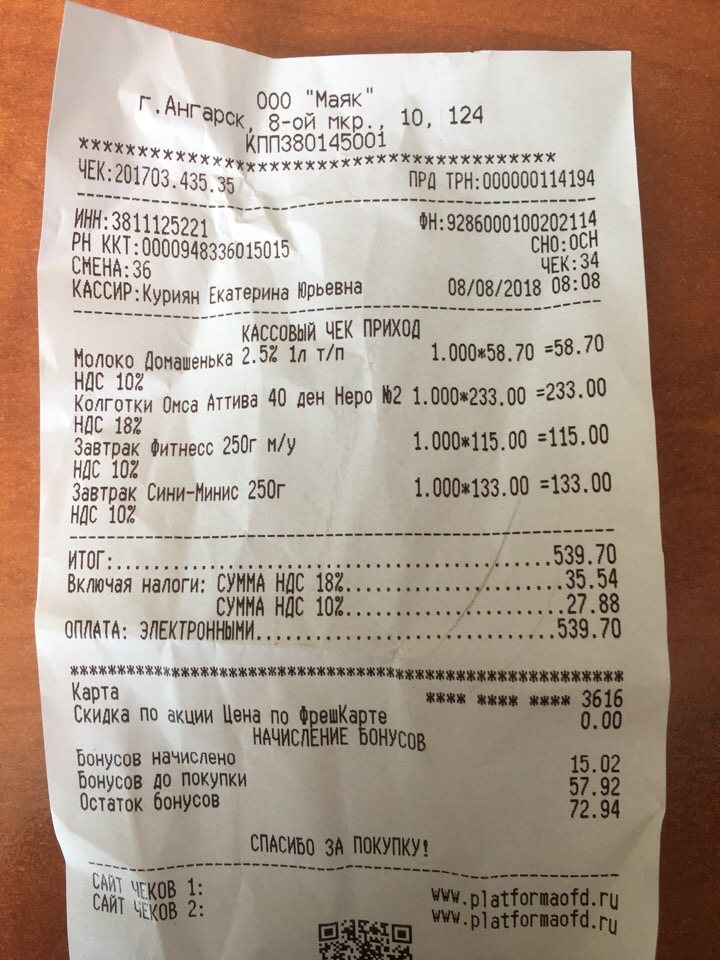 ООО "Маяк"
г.Ангарск, 8-ой мкр., 10, 124
КПП380145001
****************************************
ЧЕК:201703.435.35 ПРД ТРН:000000114194
ИНН:3811125221 ФН:9286000100202114
РН ККТ:0000948336015015 СНО:ОСН
СМЕНА:36 ЧЕК:34
КАССИР:Куриян Екатерина Юрьевна 08/08/2018 08:08
КАССОВЫЙ ЧЕК ПРИХОД
Молоко Домашенька 2.5% 1л т/п 1.000*58.70 =58.70
НДС 10%
Колготки Омса Аттива 40 ден Неро №2 1.000*233.00 =233.00
НДС 18%
Завтрак Фитнесс 250г м/у 1.000*115.00 =115.00
НДС 10%
Завтрак Сини-Минис 250г 1.000*133.00 =133.00
НДС 10%
ИТОГ:..............................................539.70
Включая налоги: СУММА НДС 18%......................35.54
СУММА НДС 10%......................27.88
ОПЛАТА: ЭЛЕКТРОННЫМИ...............................539.70
************************************************************
Карта **** **** **** 3616
Скидка по акции Цена по ФрешКарте 0.00
НАЧИСЛЕНИЕ БОНУСОВ
Бонусов начислено 15.02
Бонусов до покупки 57.92
Остаток бонусов 72.94
СПАСИБО ЗА ПОКУПКУ!
САЙТ ЧЕКОВ 1: www.platformaofd.ru
САЙТ ЧЕКОВ 2: www.platformaofd.ru